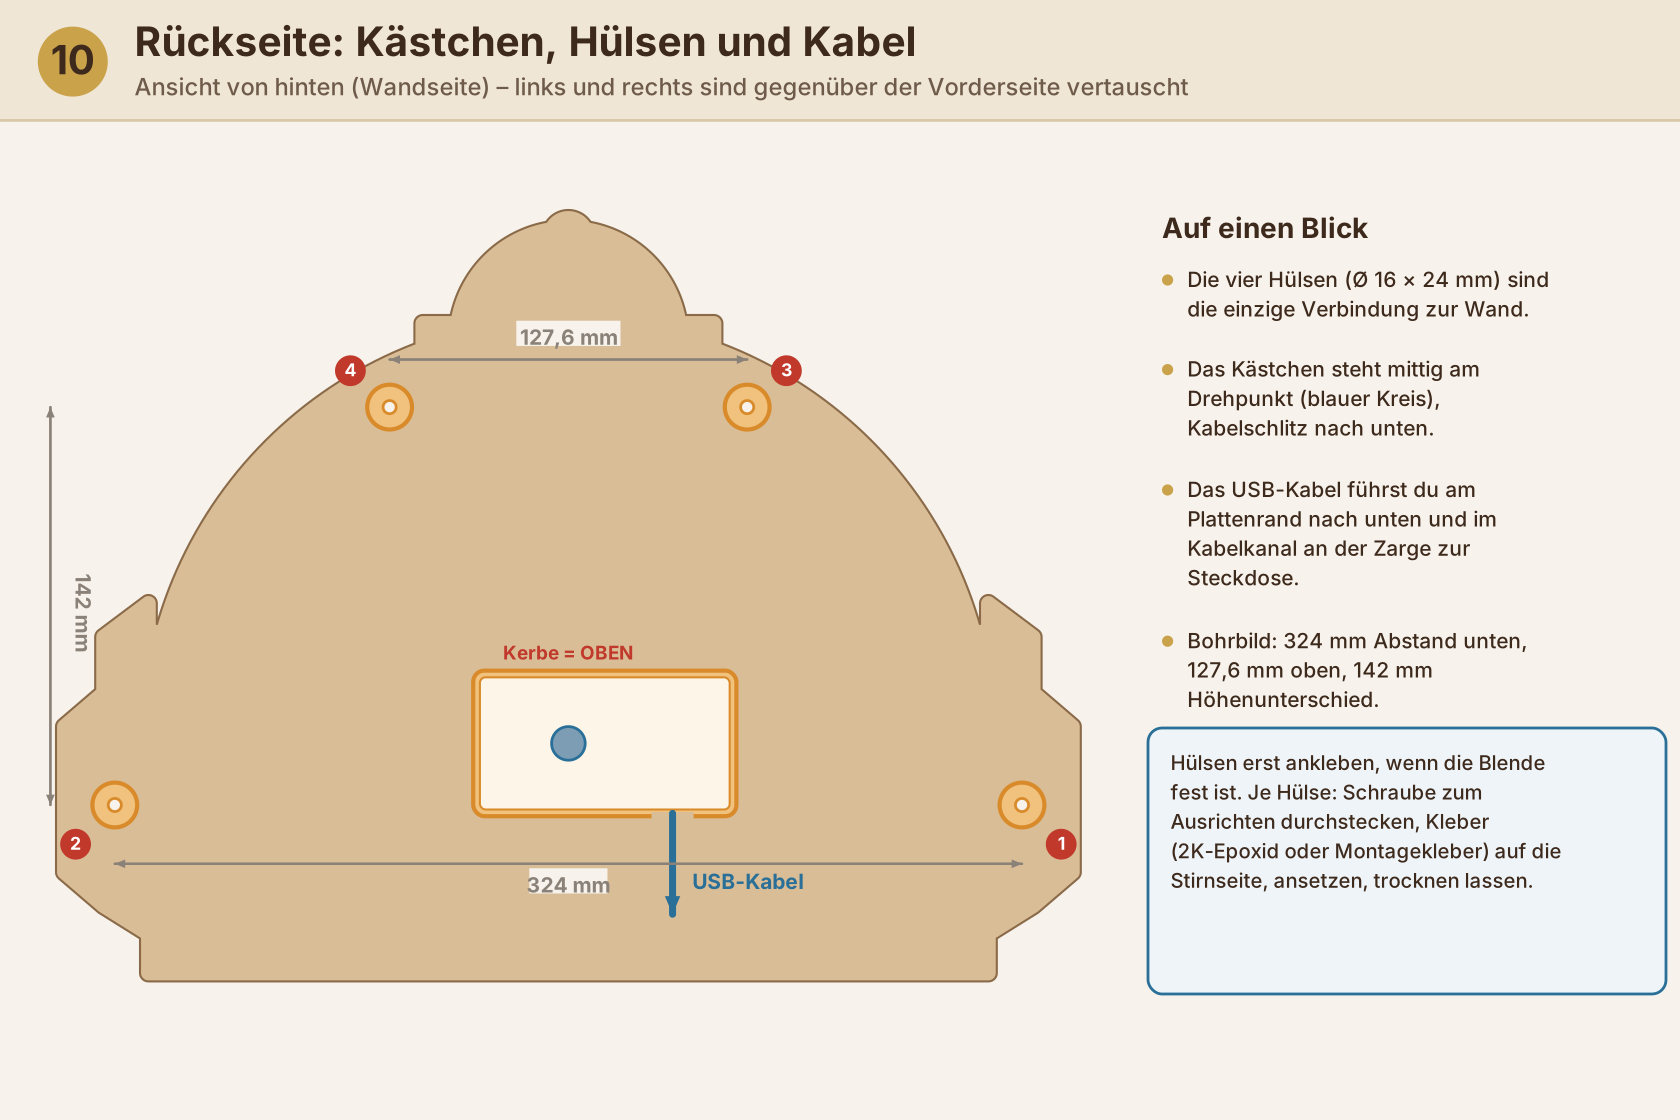 10
Rückseite: Kästchen, Hülsen und Kabel
Ansicht von hinten (Wandseite) – links und rechts sind gegenüber der Vorderseite vertauscht
127,6 mm
4
3
142 mm
Kerbe = OBEN
2
1
324 mm
USB-Kabel
Auf einen Blick
Die vier Hülsen (Ø 16 × 24 mm) sind
die einzige Verbindung zur Wand.
Das Kästchen steht mittig am
Drehpunkt (blauer Kreis),
Kabelschlitz nach unten.
Das USB-Kabel führst du am
Plattenrand nach unten und im
Kabelkanal an der Zarge zur
Steckdose.
Bohrbild: 324 mm Abstand unten,
127,6 mm oben, 142 mm
Höhenunterschied.
Hülsen erst ankleben, wenn die Blende
fest ist. Je Hülse: Schraube zum
Ausrichten durchstecken, Kleber
(2K-Epoxid oder Montagekleber) auf die
Stirnseite, ansetzen, trocknen lassen.